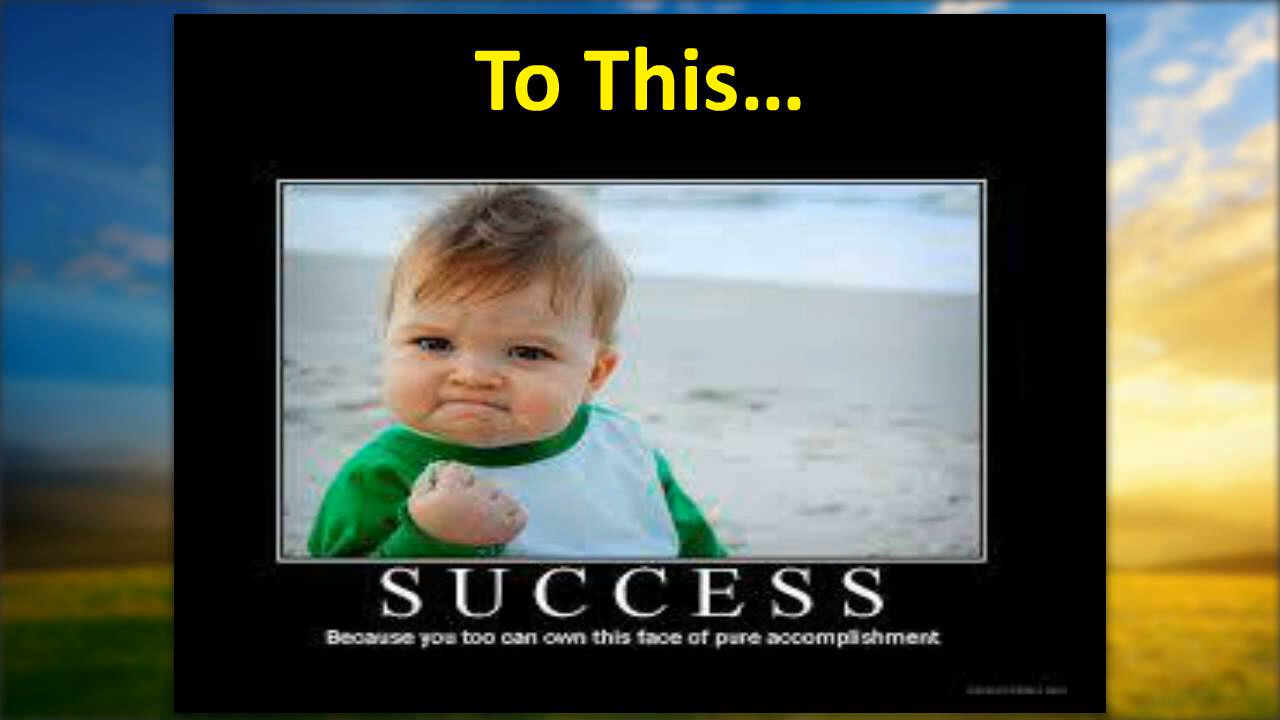 To This...
SUCCESS
Because you too can own this face of pure accomplishment